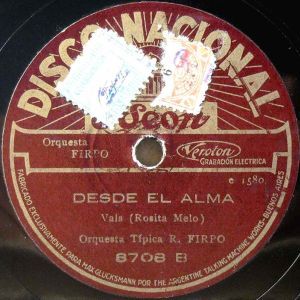 DISCO NACIONAL
Odeon
Orquesta
FIRPO
Veroton
GRABACIÓN ELECTRICA
e 1580
DESDE EL ALMA
Vals (Rosita Melo)
Orquesta Típica R. FIRPO
8708 B
FABRICADO EXCLUSIVAMENTE PARA MAX GLÜCKSMANN POR THE ARGENTINE TALKING MACHINE WORKS-BUENOS AIRES